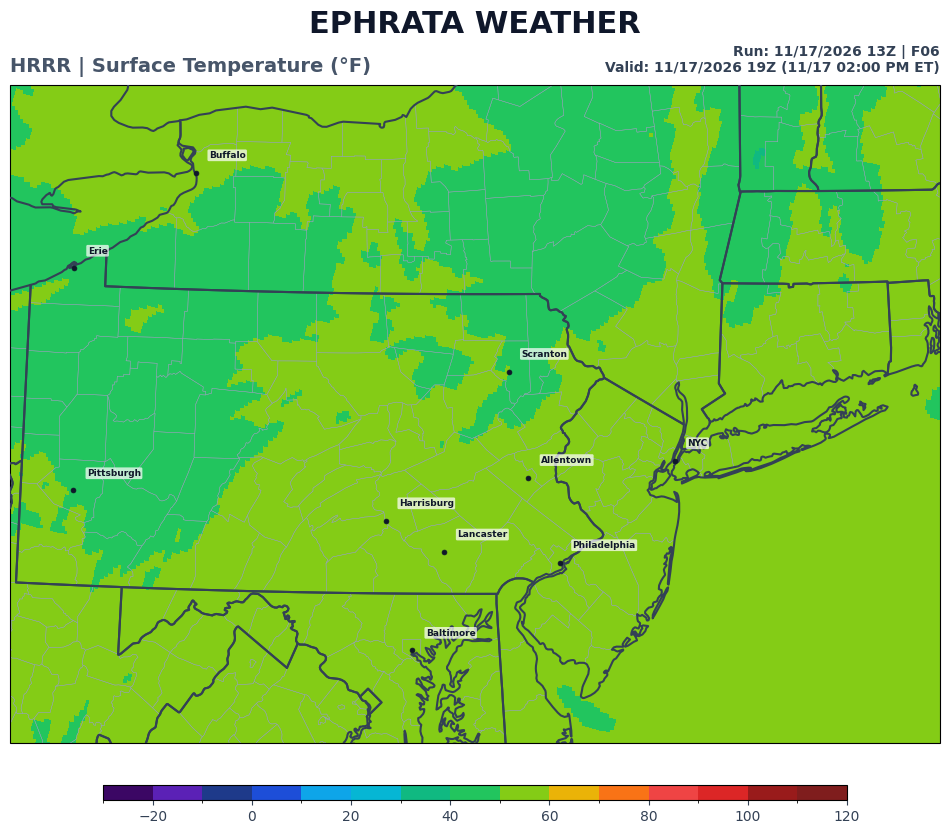 EPHRATA WEATHER
HRRR | Surface Temperature (°F)
Run: 11/17/2026 13Z | F06
Valid: 11/17/2026 19Z (11/17 02:00 PM ET)
Buffalo
Erie
Scranton
NYC
Allentown
Pittsburgh
Harrisburg
Lancaster
Philadelphia
Baltimore
−20 0 20 40 60 80 100 120